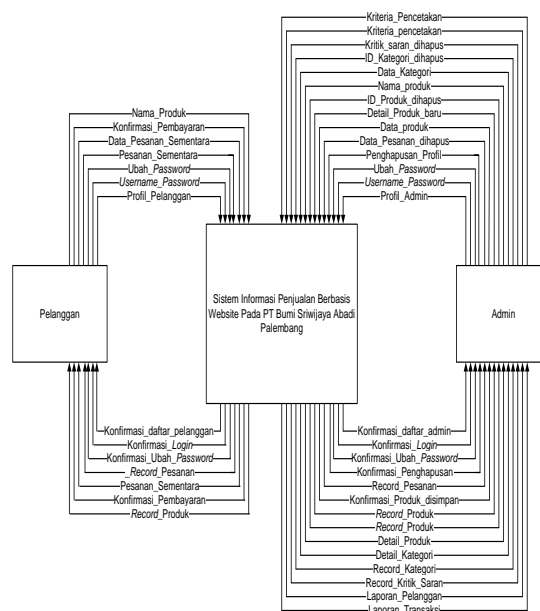 Kriteria_Pencetakan
Kriteria_pencetakan
Kritik_saran_dihapus
ID_Kategori_dihapus
Data_Kategori
Nama_produk
ID_Produk_dihapus
Detail_Produk_baru
Data_produk
Data_Pesanan_dihapus
Penghapusan_Profil
Ubah_Password
Username_Password
Profil_Admin
Nama_Produk
Konfirmasi_Pembayaran
Data_Pesanan_Sementara
Pesanan_Sementara
Ubah_Password
Username_Password
Profil_Pelanggan
Pelanggan
Sistem Informasi Penjualan Berbasis
Website Pada PT Bumi Sriwijaya Abadi
Palembang
Admin
Konfirmasi_daftar_pelanggan
Konfirmasi_Login
Konfirmasi_Ubah_Password
_Record_Pesanan
Pesanan_Sementara
Konfirmasi_Pembayaran
Record_Produk
Konfirmasi_daftar_admin
Konfirmasi_Login
Konfirmasi_Ubah_Password
Konfirmasi_Penghapusan
Record_Pesanan
Konfirmasi_Produk_disimpan
Record_Produk
Record_Produk
Detail_Produk
Detail_Kategori
Record_Kategori
Record_Kritik_Saran
Laporan_Pelanggan
Laporan_Transaksi